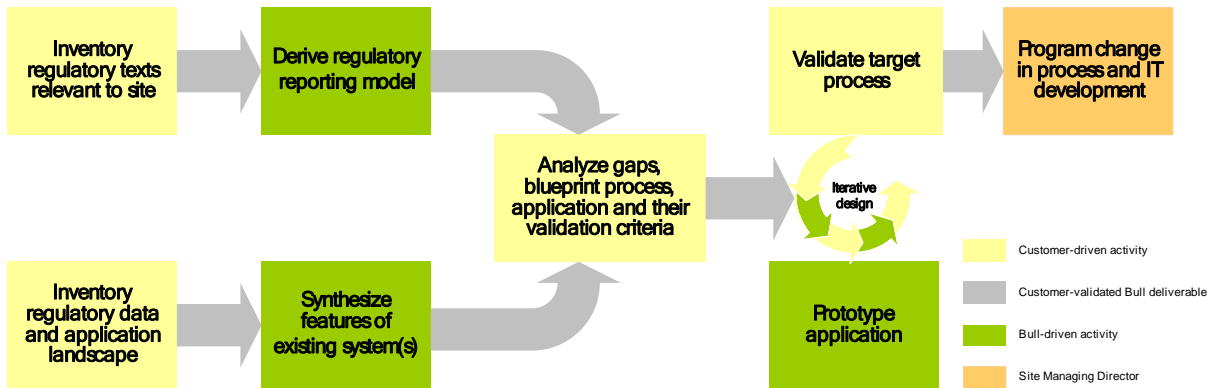 Inventory
regulatory texts
relevant to site
Derive regulatory
reporting model
Validate target
process
Program change
in process and IT
development
Analyze gaps,
blueprint process,
application and their
validation criteria
Iterative
design
Inventory
regulatory data
and application
landscape
Synthesize
features of
existing system(s)
Prototype
application
Customer-driven activity
Customer-validated Bull deliverable
Bull-driven activity
Site Managing Director